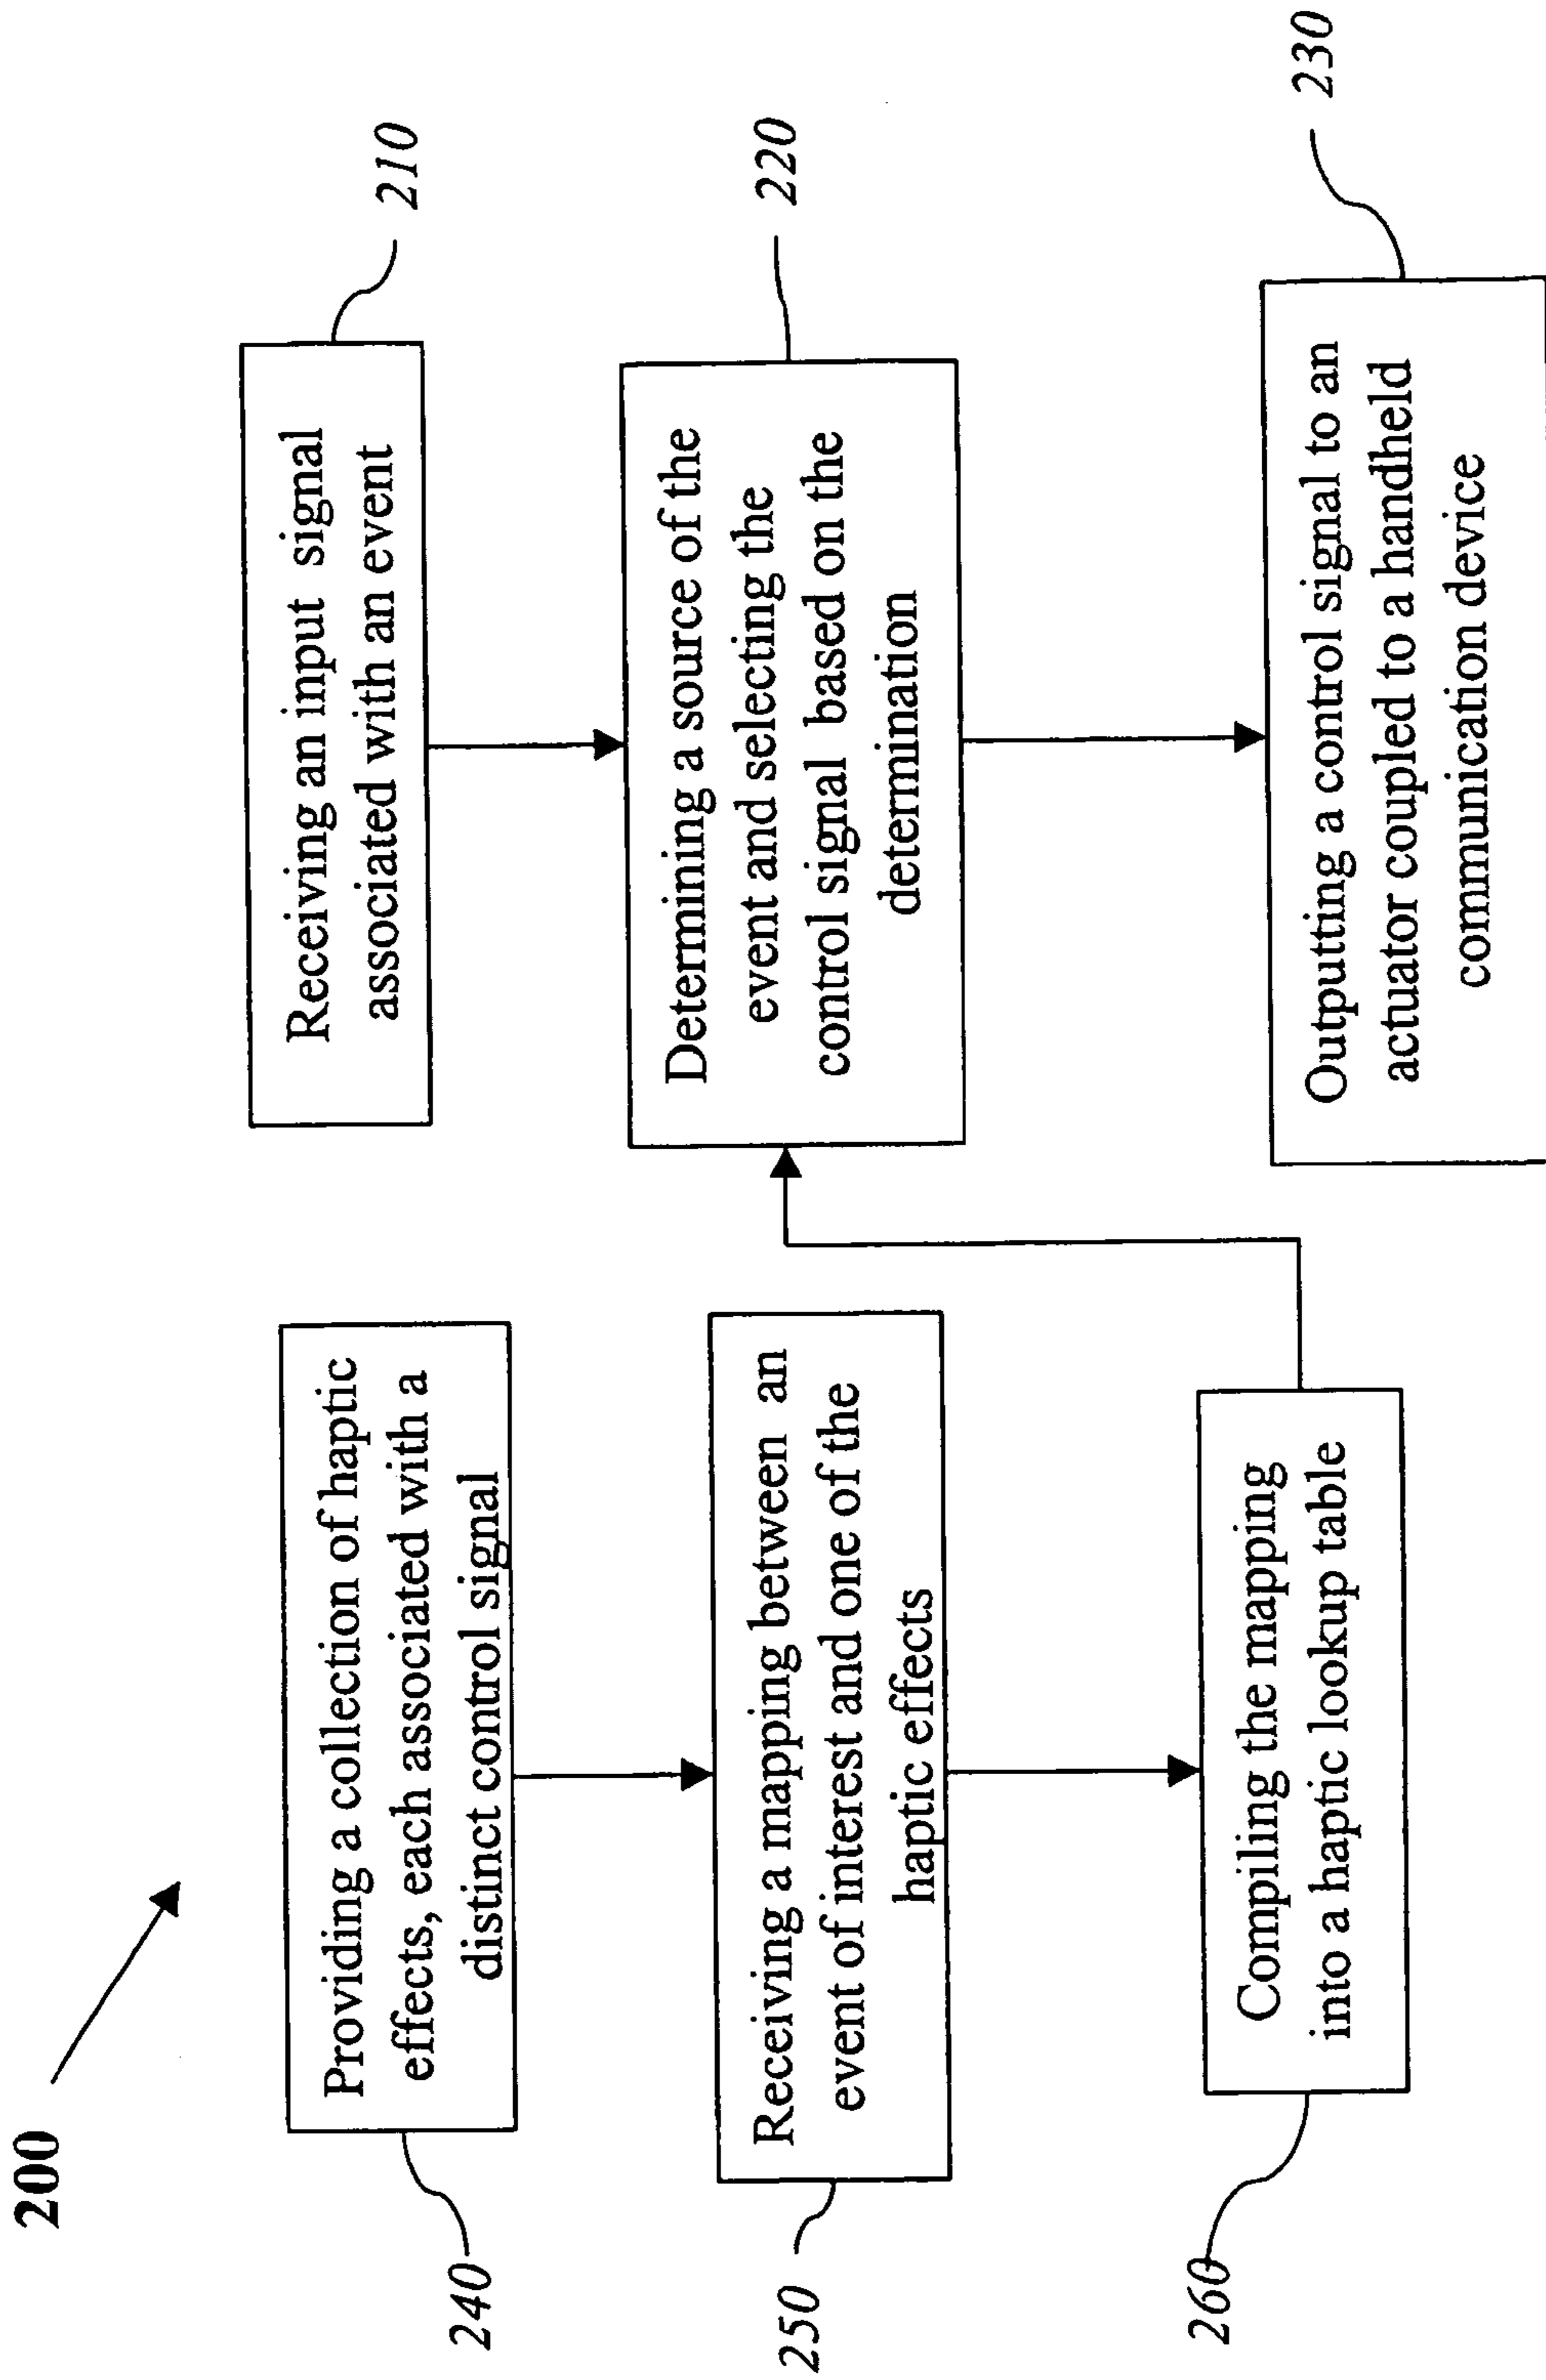 200
240
Providing a collection of haptic
effects, each associated with a
distinct control signal
250
Receiving a mapping between an
event of interest and one of the
haptic effects
260
Compiling the mapping
into a haptic lookup table
Receiving an input signal
associated with an event
210
Determining a source of the
event and selecting the
control signal based on the
determination
220
Outputting a control signal to an
actuator coupled to a handheld
communication device
230